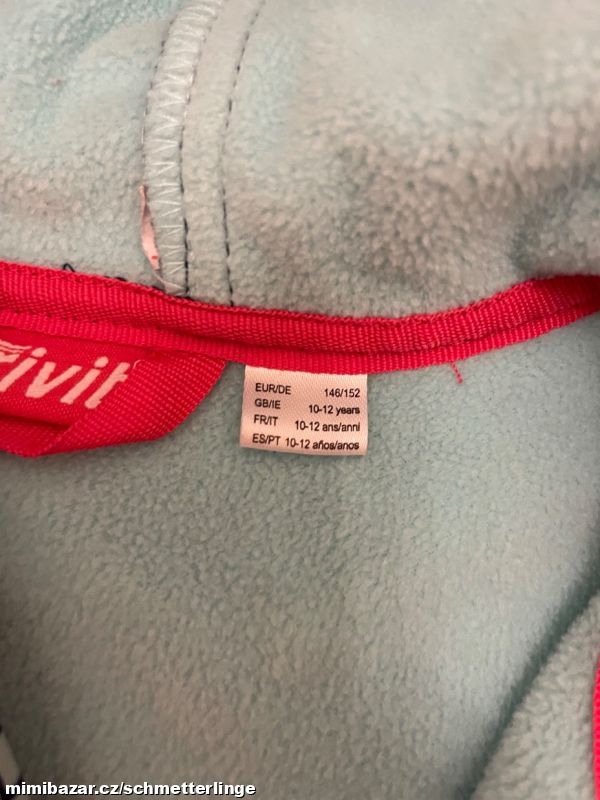 ivit
EUR/DE 146/152
GB/IE 10-12 years
FR/IT 10-12 ans/anni
ES/PT 10-12 años/anos
mimibazar.cz/schmetterlinge